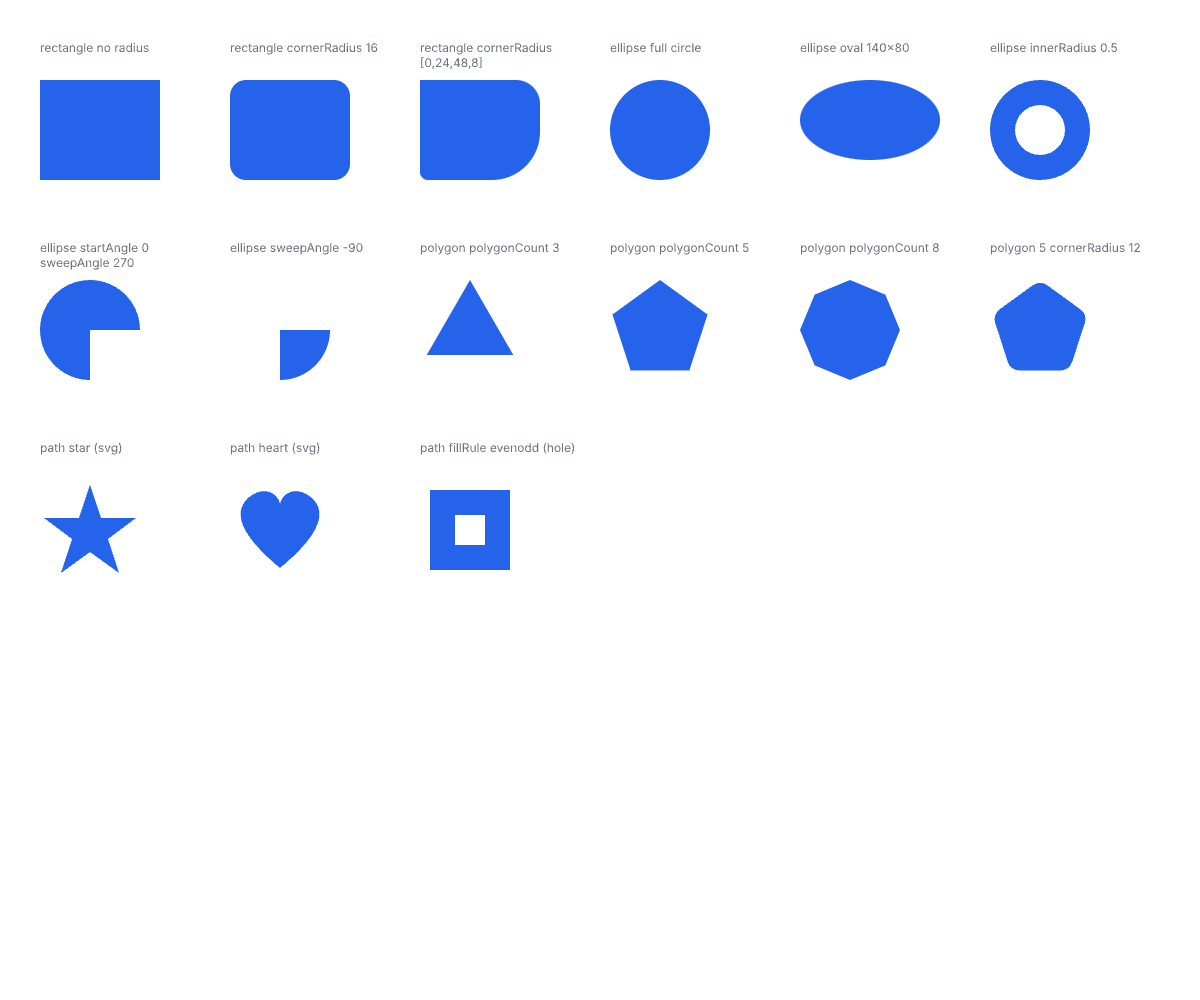 rectangle no radius
rectangle cornerRadius 16
rectangle cornerRadius
[0,24,48,8]
ellipse full circle
ellipse oval 140×80
ellipse innerRadius 0.5
ellipse startAngle 0
sweepAngle 270
ellipse sweepAngle -90
polygon polygonCount 3
polygon polygonCount 5
polygon polygonCount 8
polygon 5 cornerRadius 12
path star (svg)
path heart (svg)
path fillRule evenodd (hole)